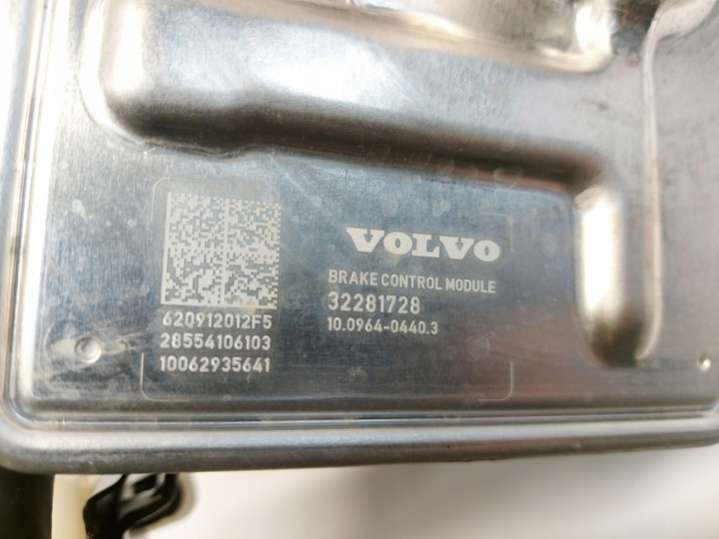 VOLVO
BRAKE CONTROL MODULE
32281728
10.0964-0440.3
620912012F5
28554106103
10062935641